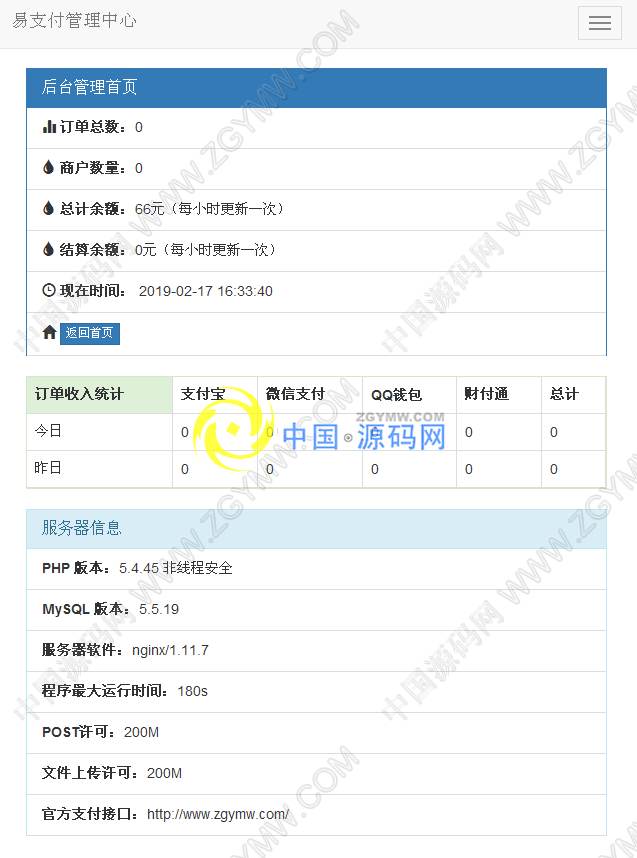 易支付管理中心
后台管理首页
订单总数：0
商户数量：0
总计余额：66元（每小时更新一次）
结算余额：0元（每小时更新一次）
现在时间： 2019-02-17 16:33:40
返回首页
订单收入统计 支付宝 微信支付 QQ钱包 财付通 总计
今日 0 0 0 0 0
昨日 0 0 0 0 0
ZGYMW.COM
中国源码网
服务器信息
PHP 版本：5.4.45 非线程安全
MySQL 版本：5.5.19
服务器软件：nginx/1.11.7
程序最大运行时间：180s
POST许可：200M
文件上传许可：200M
官方支付接口：http://www.zgymw.com/
中国源码网 WWW.ZGYMW.COM
中国源码网 WWW.ZGYMW.COM
中国源码网 WWW.ZGYMW.COM
中国源码网 WWW.ZGYMW.COM